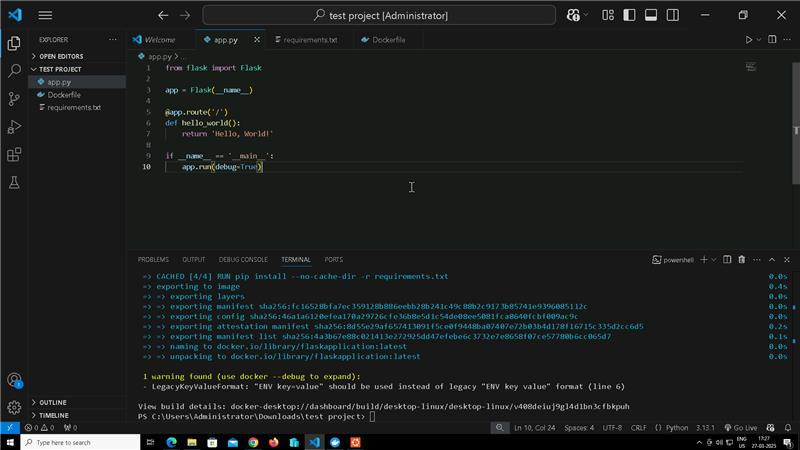 test project [Administrator]
EXPLORER
OPEN EDITORS
TEST PROJECT
app.py
Dockerfile
requirements.txt
OUTLINE
TIMELINE
Welcome
app.py
requirements.txt
Dockerfile
app.py > ...
1 from flask import Flask
2
3 app = Flask(__name__)
4
5 @app.route('/')
6 def hello_world():
7 return 'Hello, World!'
8
9 if __name__ == '__main__':
10 app.run(debug=True)
PROBLEMS OUTPUT DEBUG CONSOLE TERMINAL PORTS
powershell
=> CACHED [4/4] RUN pip install --no-cache-dir -r requirements.txt 0.0s
=> exporting to image 0.4s
=> => exporting layers 0.0s
=> => exporting manifest sha256:fc16528bfa7ec359128b886eebb28b241c49c88b2c9173b85741e9396085112c 0.0s
=> => exporting config sha256:46a1a6120efea170a29726cfe36b8e5d1c54de08ee5081fca8640fcbf009ac9c 0.0s
=> => exporting attestation manifest sha256:8d55e29af657413091f5ce0f9448ba07407e72b03b4d178f16715c335d2cc6d5 0.2s
=> => exporting manifest list sha256:4a3b67e88c021413e272925dd47efebe6c3732e7e8658f07ce57780b6cc065d7 0.1s
=> => naming to docker.io/library/flaskapplication:latest 0.0s
=> => unpacking to docker.io/library/flaskapplication:latest 0.0s
1 warning found (use docker --debug to expand):
- LegacyKeyValueFormat: "ENV key=value" should be used instead of legacy "ENV key value" format (line 6)
View build details: docker-desktop://dashboard/build/desktop-linux/desktop-linux/v408deiuj9gl4d1bn3cfbkpuh
PS C:\Users\Administrator\Downloads\test project>
0 0 0 Ln 10, Col 24 Spaces: 4 UTF-8 CRLF Python 3.13.1 Go Live
Type here to search
ENG
US
17:27
27-03-2025